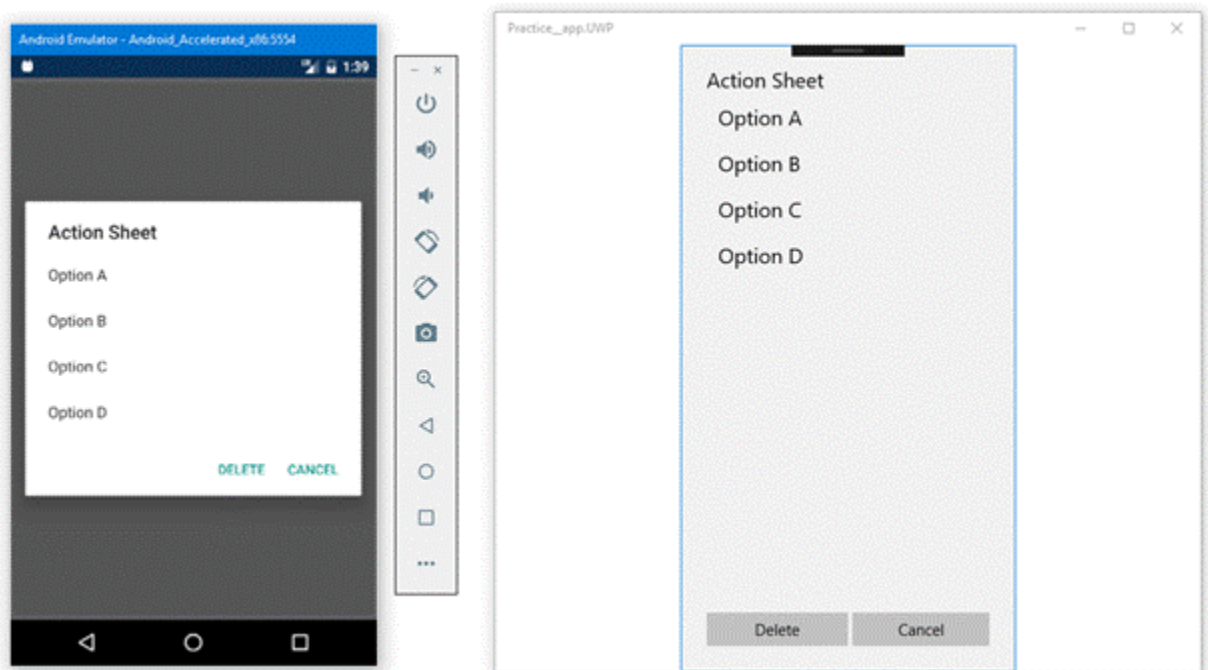 Android Emulator - Android_Accelerated_x86:5554
1:39
Action Sheet
Option A
Option B
Option C
Option D
DELETE CANCEL
Practice_app.UWP
Action Sheet
Option A
Option B
Option C
Option D
Delete Cancel